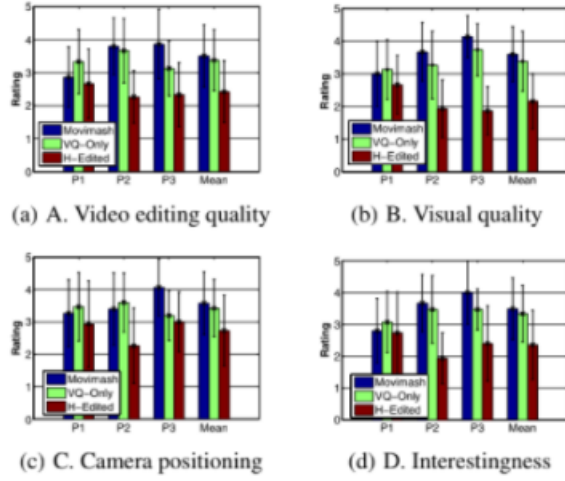 5
4
3
2
1
0
Rating
Movimash
VQ-Only
H-Edited
P1 P2 P3 Mean
(a) A. Video editing quality
5
4
3
2
1
0
Rating
Movimash
VQ-Only
H-Edited
P1 P2 P3 Mean
(b) B. Visual quality
5
4
3
2
1
0
Rating
Movimash
VQ-Only
H-Edited
P1 P2 P3 Mean
(c) C. Camera positioning
5
4
3
2
1
0
Rating
Movimash
VQ-Only
H-Edited
P1 P2 P3 Mean
(d) D. Interestingness